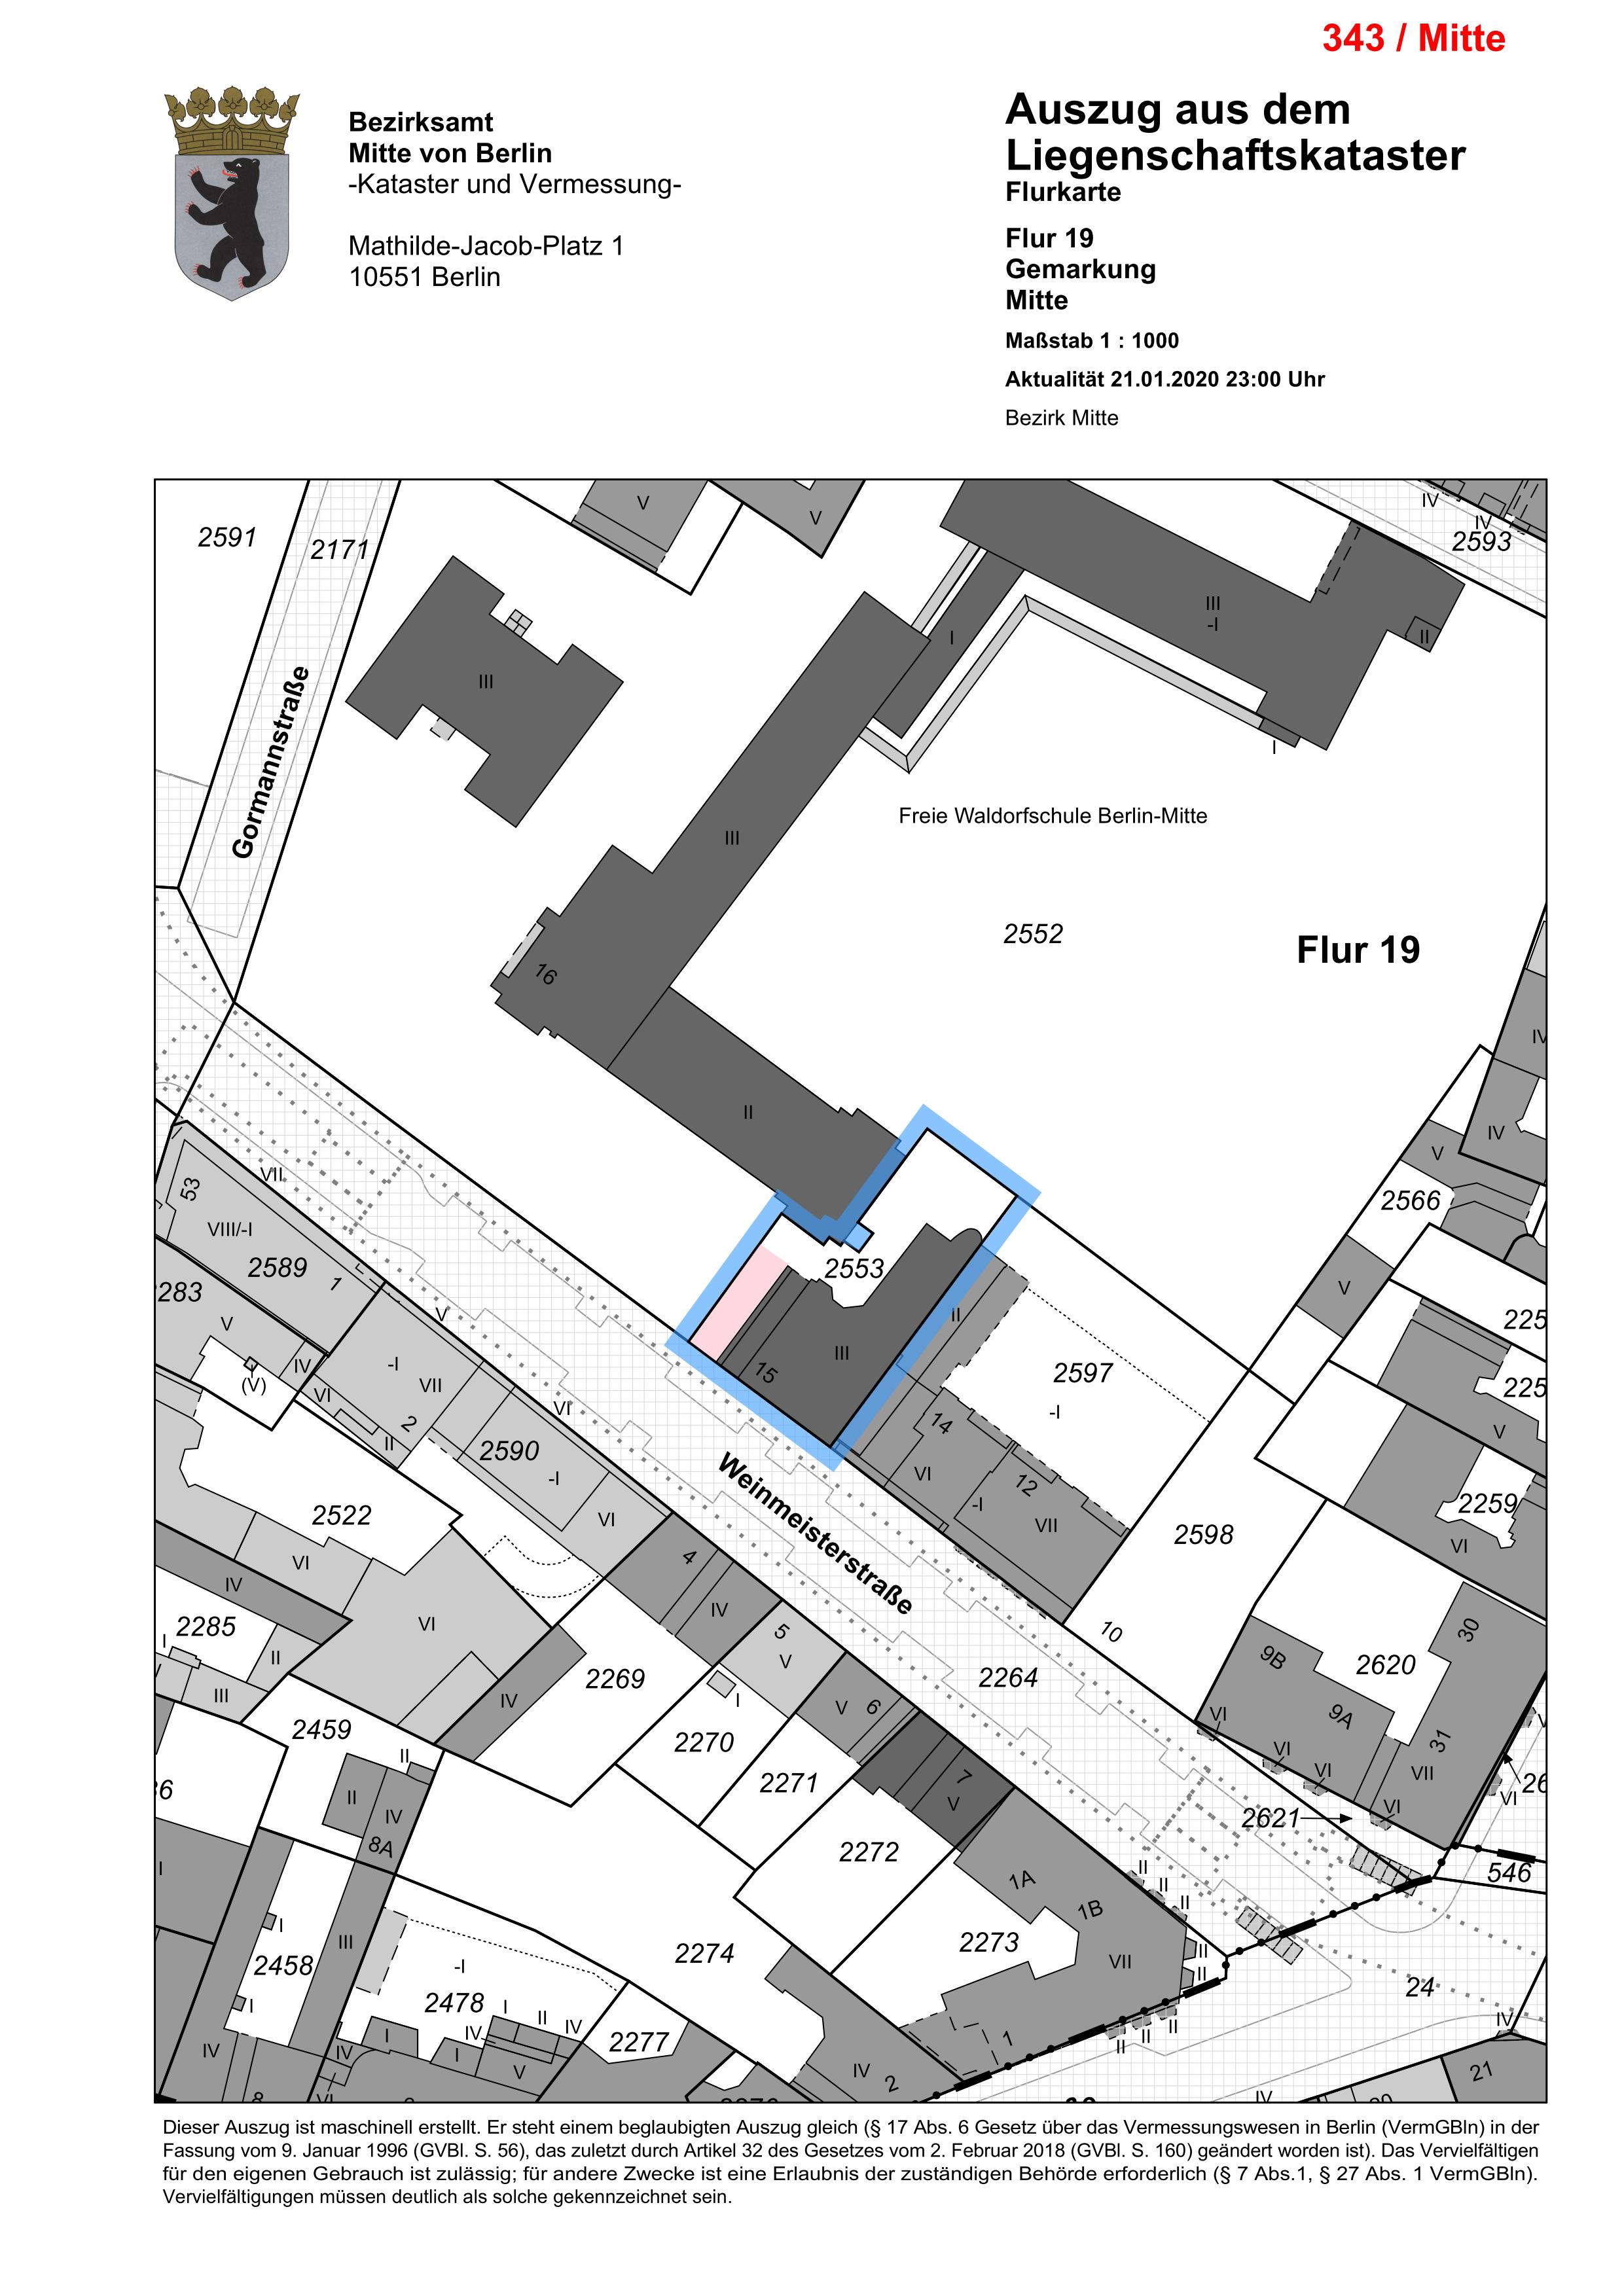 343 / Mitte
Bezirksamt
Mitte von Berlin
-Kataster und Vermessung-
Mathilde-Jacob-Platz 1
10551 Berlin
Auszug aus dem
Liegenschaftskataster
Flurkarte
Flur 19
Gemarkung
Mitte
Maßstab 1 : 1000
Aktualität 21.01.2020 23:00 Uhr
Bezirk Mitte
V
V
IV
IV
2593
2591
2171
III
-I
II
I
III
Gormannstraße
I
Freie Waldorfschule Berlin-Mitte
III
2552
Flur 19
16
IV
II
IV
V
2566
VII
53
VIII/-I
2589
1
2553
283
V
V
V
II
225
-I
III
2597
IV
(V)
VII
VI
15
225
VI
-I
2
14
V
II
2590
Weinmeisterstraße
-I
VI
12
2522
VI
-I
VII
2259
2598
VI
4
VI
IV
IV
2285
VI
5
10
30
I
V
9B
2620
II
2269
2264
III
IV
I
V
6
9A
VI
2459
2270
31
VI
II
2271
7
VI
VII
6
II
V
VI
26
IV
2621
VI
8A
2272
I
1A
II
546
II
1B
II
I
III
2273
2274
II
2458
-I
VII
II
24
I
2478
I
II
IV
IV
II
IV
I
2277
1
II
II
IV
I
V
IV
2
21
8
VI
IV
20
Dieser Auszug ist maschinell erstellt. Er steht einem beglaubigten Auszug gleich (§ 17 Abs. 6 Gesetz über das Vermessungswesen in Berlin (VermGBln) in der
Fassung vom 9. Januar 1996 (GVBl. S. 56), das zuletzt durch Artikel 32 des Gesetzes vom 2. Februar 2018 (GVBl. S. 160) geändert worden ist). Das Vervielfältigen
für den eigenen Gebrauch ist zulässig; für andere Zwecke ist eine Erlaubnis der zuständigen Behörde erforderlich (§ 7 Abs.1, § 27 Abs. 1 VermGBln).
Vervielfältigungen müssen deutlich als solche gekennzeichnet sein.